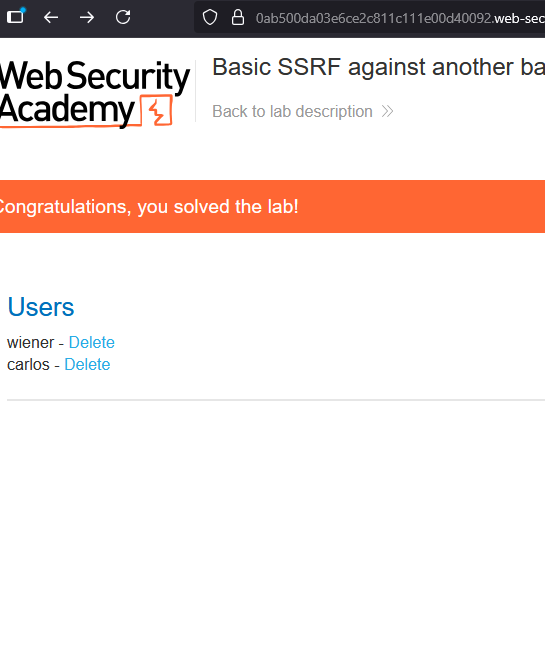 0ab500da03e6ce2c811c111e00d40092.web-sec
Web Security
Academy
Basic SSRF against another ba
Back to lab description
Congratulations, you solved the lab!
Users
wiener - Delete
carlos - Delete